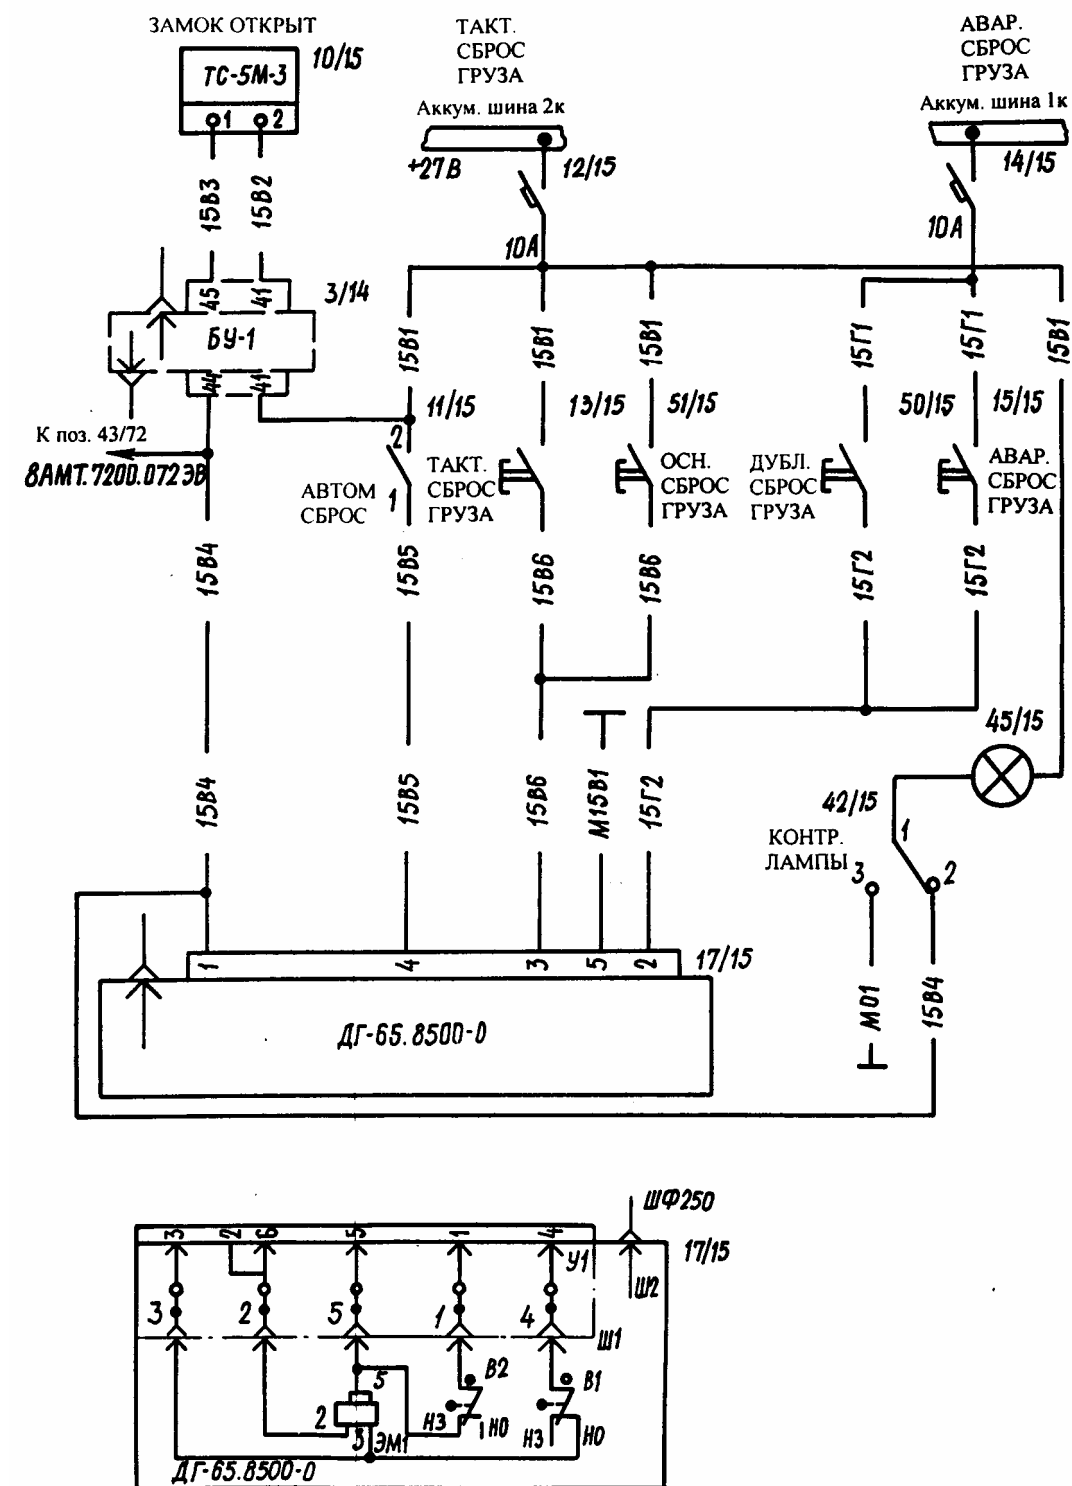 ЗАМОК ОТКРЫТ
10/15
ТС-5М-3
1 2
ТАКТ.
СБРОС
ГРУЗА
Аккум. шина 2к
+27В
12/15
10А
АВАР.
СБРОС
ГРУЗА
Аккум. шина 1к
14/15
10А
15В3
15В2
45
41
3/14
БУ-1
44
41
К поз. 43/72
8АМТ.7200.072ЭВ
15В1
15В1
15В1
15Г1
15Г1
15В1
11/15
2
1
АВТОМ
СБРОС
13/15
ТАКТ.
СБРОС
ГРУЗА
51/15
ОСН.
СБРОС
ГРУЗА
50/15
ДУБЛ.
СБРОС
ГРУЗА
15/15
АВАР.
СБРОС
ГРУЗА
15В4
15В5
15В6
15В6
15Г2
15Г2
45/15
15В4
15В5
15В6
М15В1
15Г2
42/15
1
КОНТР.
ЛАМПЫ
3
2
1
4
3
5
2
17/15
М01
15В4
ДГ-65.8500-0
ШФ250
3
2
6
5
1
4
У1
17/15
Ш2
3
2
5
1
4
Ш1
5
В2
В1
2
3
ЭМ1
НЗ
НО
НЗ
НО
ДГ-65.8500-0